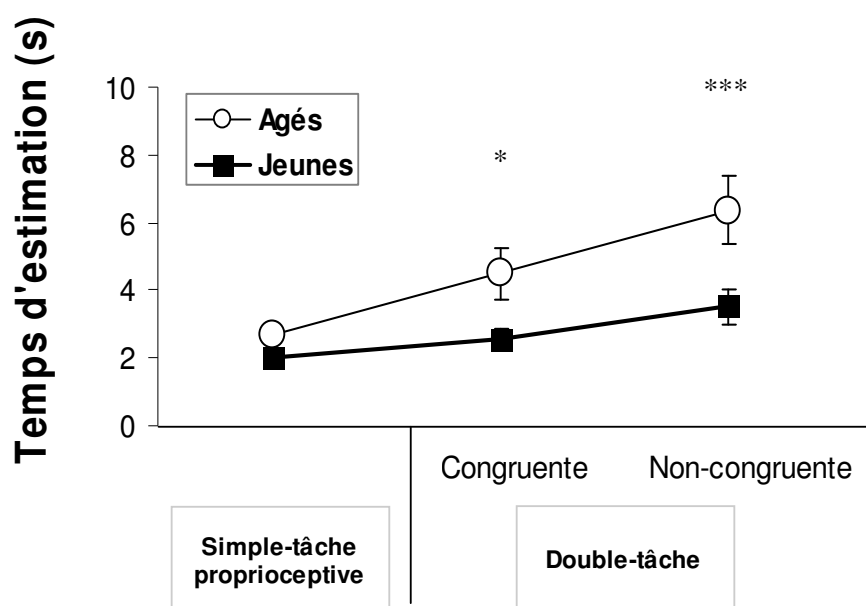 Temps d'estimation (s)
10
8
6
4
2
0
Agés
Jeunes
*
***
Congruente Non-congruente
Simple-tâche
proprioceptive
Double-tâche